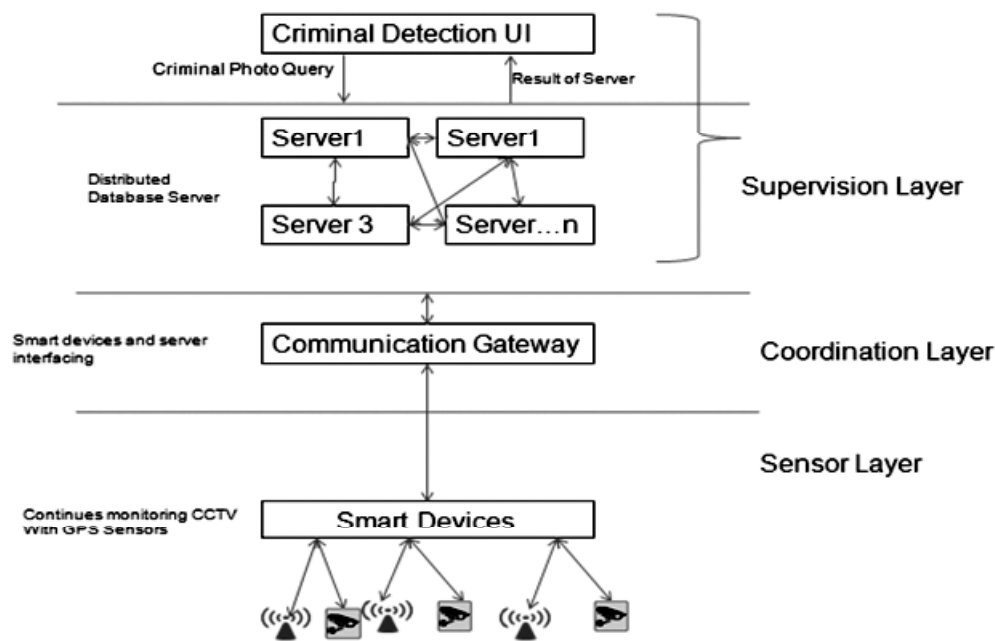 Criminal Detection UI
Criminal Photo Query
Result of Server
Server1
Server1
Distributed
Database Server
Supervision Layer
Server 3
Server...n
Smart devices and server
interfacing
Communication Gateway
Coordination Layer
Sensor Layer
Continues monitoring CCTV
With GPS Sensors
Smart Devices